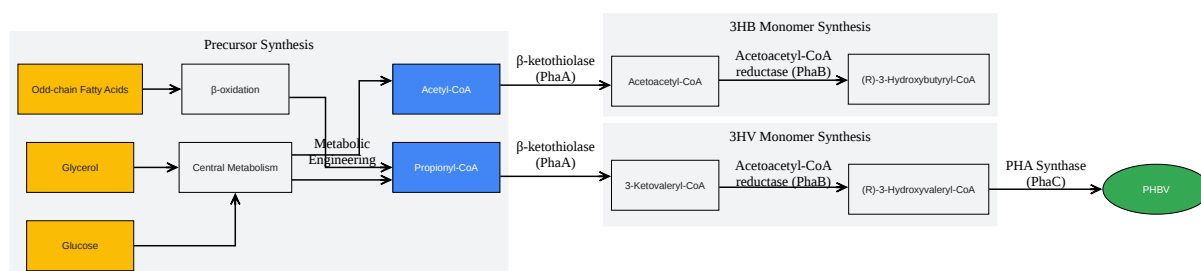 Precursor Synthesis
Odd-chain Fatty Acids
β-oxidation
Acetyl-CoA
Glycerol
Central Metabolism
Metabolic
Engineering
Propionyl-CoA
Glucose
β-ketothiolase
(PhaA)
β-ketothiolase
(PhaA)
3HB Monomer Synthesis
Acetoacetyl-CoA
Acetoacetyl-CoA
reductase (PhaB)
(R)-3-Hydroxybutyryl-CoA
3HV Monomer Synthesis
3-Ketovaleryl-CoA
Acetoacetyl-CoA
reductase (PhaB)
(R)-3-Hydroxyvaleryl-CoA
PHA Synthase
(PhaC)
PHBV